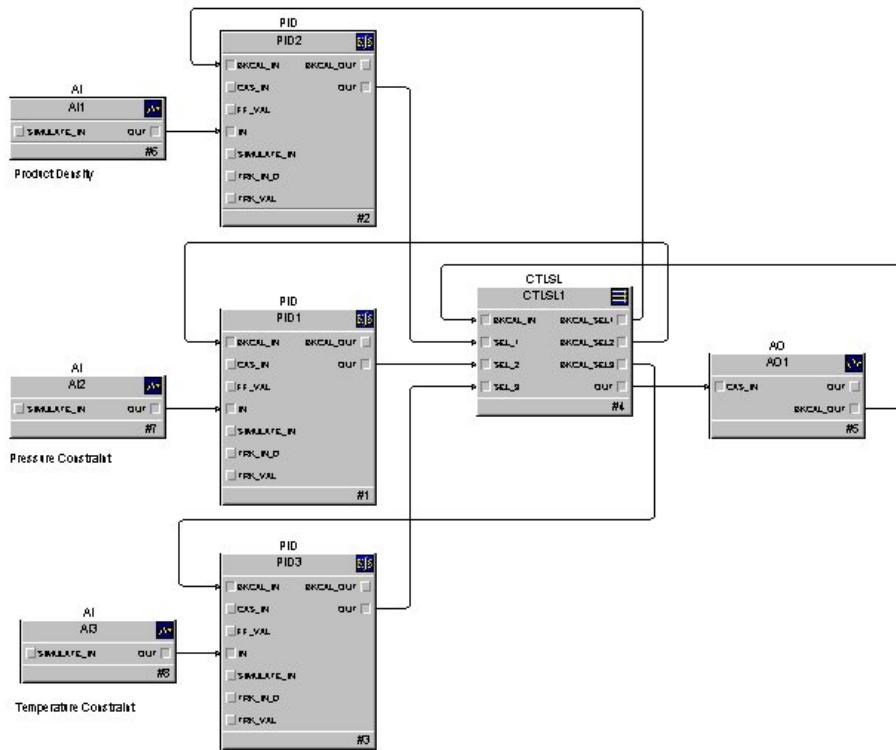 PID
PID2
BKCAL_IN BKCAL_OUT
CAS_IN OUT
FF_VAL
IN
SIMULATE_IN
TRK_IN_D
TRK_VAL
#2
AI
AI1
SIMULATE_IN OUT
#6
Product Density
PID
PID1
BKCAL_IN BKCAL_OUT
CAS_IN OUT
FF_VAL
IN
SIMULATE_IN
TRK_IN_D
TRK_VAL
#1
CTLSL
CTLSL1
BKCAL_IN BKCAL_SEL1
SEL_1 BKCAL_SEL2
SEL_2 BKCAL_SEL3
SEL_3 OUT
#4
AO
AO1
CAS_IN OUT
BKCAL_OUT
#5
AI
AI2
SIMULATE_IN OUT
#7
Pressure Constraint
PID
PID3
BKCAL_IN BKCAL_OUT
CAS_IN OUT
FF_VAL
IN
SIMULATE_IN
TRK_IN_D
TRK_VAL
#3
AI
AI3
SIMULATE_IN OUT
#8
Temperature Constraint